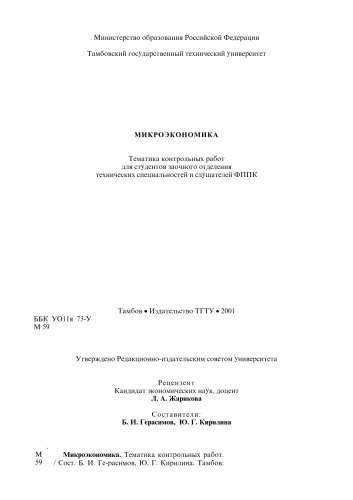 Министерство образования Российской Федерации
Тамбовский государственный технический университет
МИКРОЭКОНОМИКА
Тематика контрольных работ
для студентов заочного отделения
технических специальностей и слушателей ФППК
Тамбов • Издательство ТГТУ • 2001
ББК УО11я 73-У
М 59
Утверждено Редакционно-издательским советом университета
Рецензент
Кандидат экономических наук, доцент
Л. А. Жарикова
Составители:
Б. И. Герасимов, Ю. Г. Кирилина
М Микроэкономика. Тематика контрольных работ.
59 / Сост. Б. И. Ге-расимов, Ю. Г. Кирилина. Тамбов: